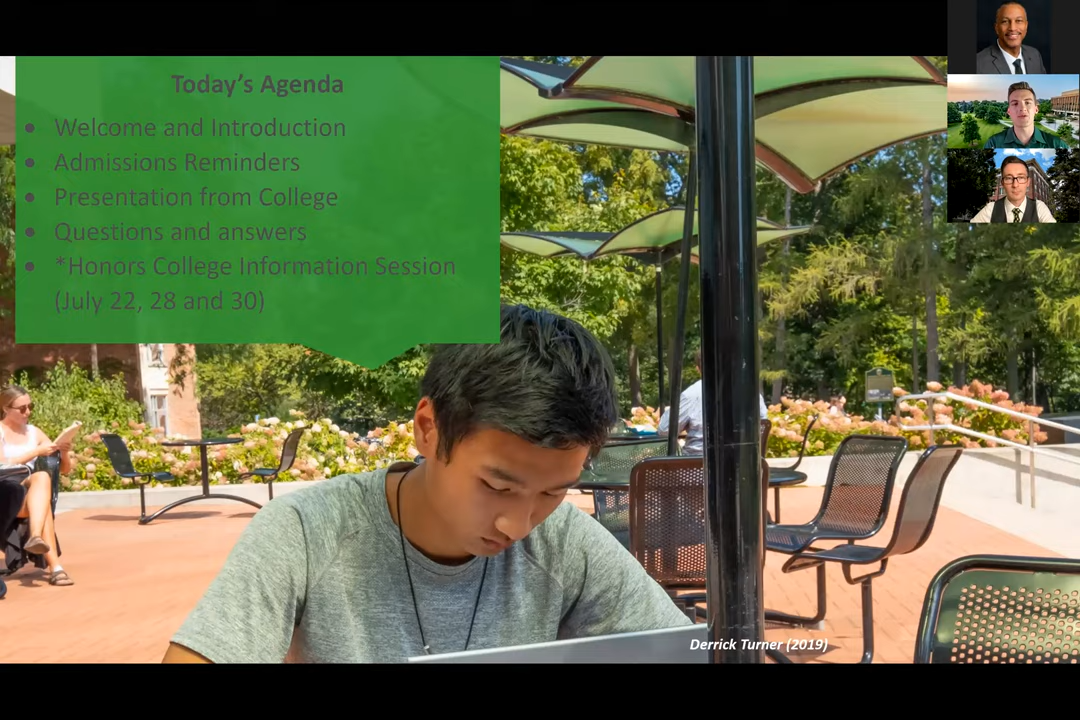 Today's Agenda
• Welcome and Introduction
• Admissions Reminders
• Presentation from College
• Questions and answers
• *Honors College Information Session
(July 22, 28 and 30)
Derrick Turner (2019)